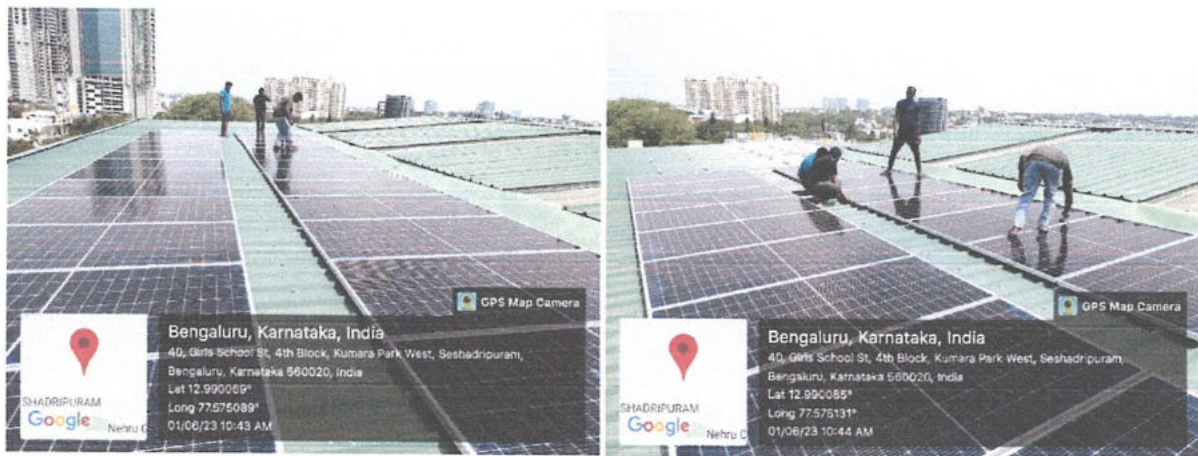 GPS Map Camera
Bengaluru, Karnataka, India
40, Girls School St, 4th Block, Kumara Park West, Seshadripuram,
Bengaluru, Karnataka 560020, India
Lat 12.990069°
Long 77.575089°
01/06/23 10:43 AM
SHADRIPURAM
Google
Nehru
GPS Map Camera
Bengaluru, Karnataka, India
40, Girls School St, 4th Block, Kumara Park West, Seshadripuram,
Bengaluru, Karnataka 560020, India
Lat 12.990085°
Long 77.575131°
01/06/23 10:44 AM
SHADRIPURAM
Google
Nehru